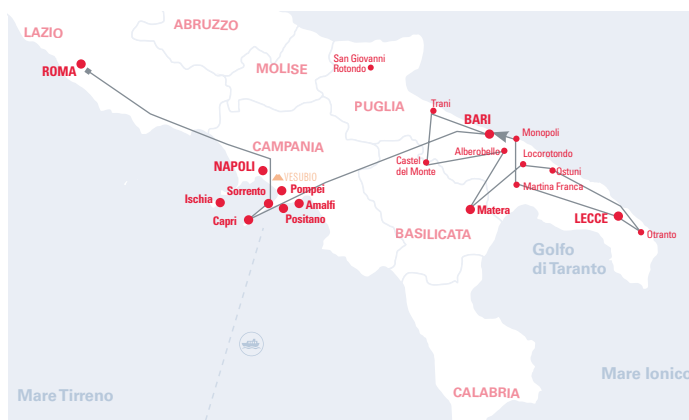 LAZIO
ABRUZZO
ROMA
MOLISE
San Giovanni
Rotondo
PUGLIA
Trani
BARI
Monopoli
CAMPANIA
Alberobello
Locorotondo
NAPOLI
VESUBIO
Castel
del Monte
Ostuni
Ischia
Sorrento
Pompei
Martina Franca
Capri
Amalfi
Positano
Matera
LECCE
BASILICATA
Otranto
Golfo
di Taranto
Mare Ionico
Mare Tirreno
CALABRIA